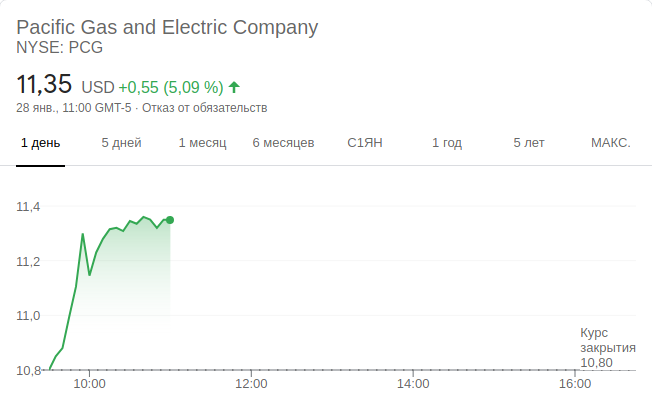 Pacific Gas and Electric Company
NYSE: PCG
11,35 USD +0,55 (5,09 %)
28 янв., 11:00 GMT-5 · Отказ от обязательств
1 день 5 дней 1 месяц 6 месяцев С1ЯН 1 год 5 лет МАКС.
11,4
11,2
11,0
10,8
Курс
закрытия
10,80
10:00 12:00 14:00 16:00